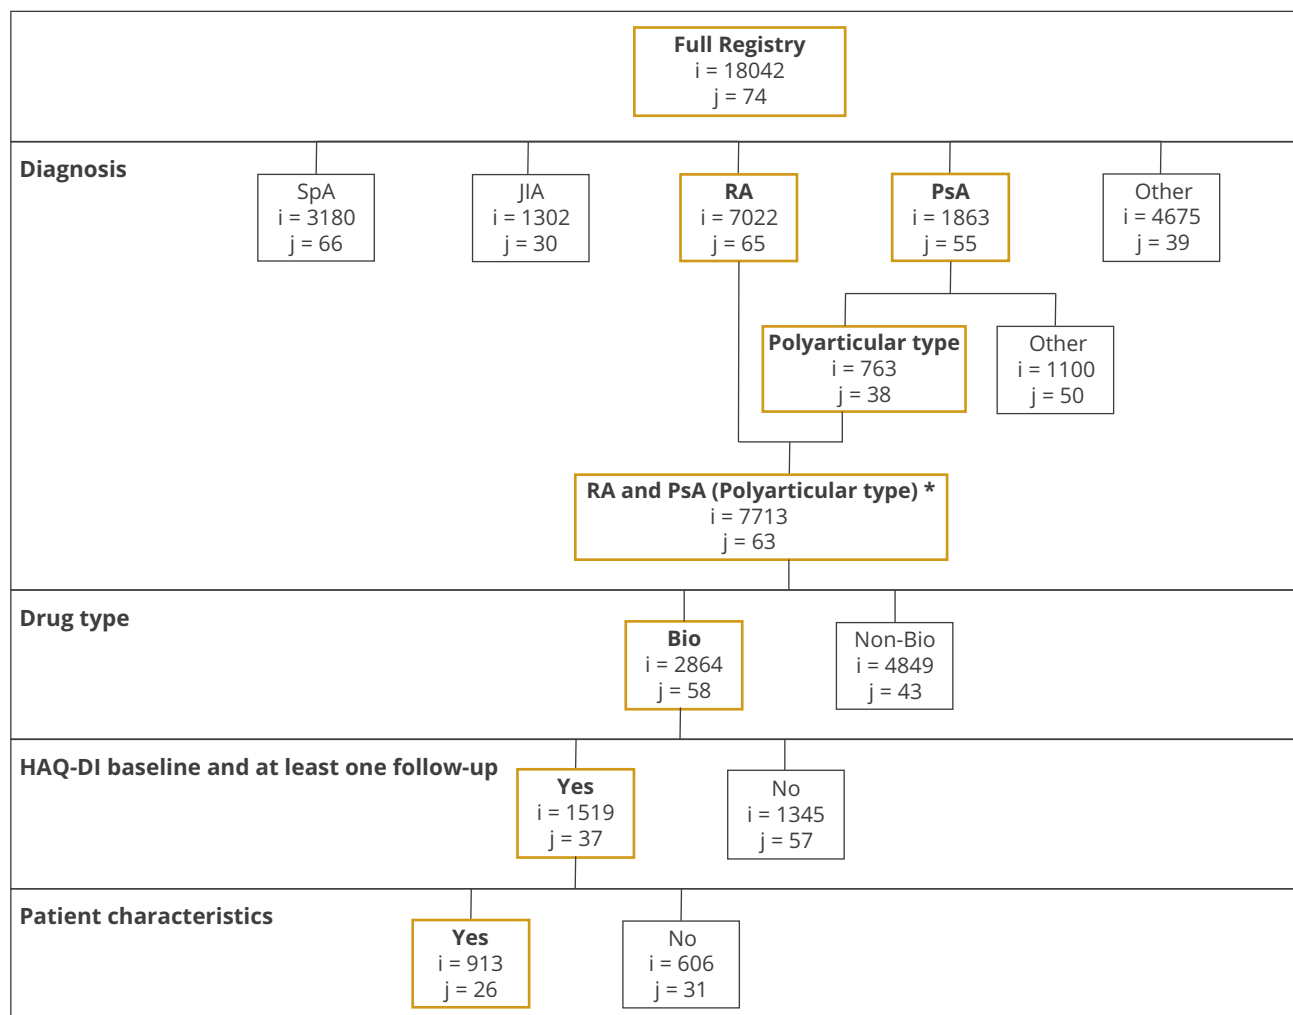 Full Registry
i = 18042
j = 74
Diagnosis
SpA
i = 3180
j = 66
JIA
i = 1302
j = 30
RA
i = 7022
j = 65
PsA
i = 1863
j = 55
Other
i = 4675
j = 39
Polyarticular type
i = 763
j = 38
Other
i = 1100
j = 50
RA and PsA (Polyarticular type) *
i = 7713
j = 63
Drug type
Bio
i = 2864
j = 58
Non-Bio
i = 4849
j = 43
HAQ-DI baseline and at least one follow-up
Yes
i = 1519
j = 37
No
i = 1345
j = 57
Patient characteristics
Yes
i = 913
j = 26
No
i = 606
j = 31